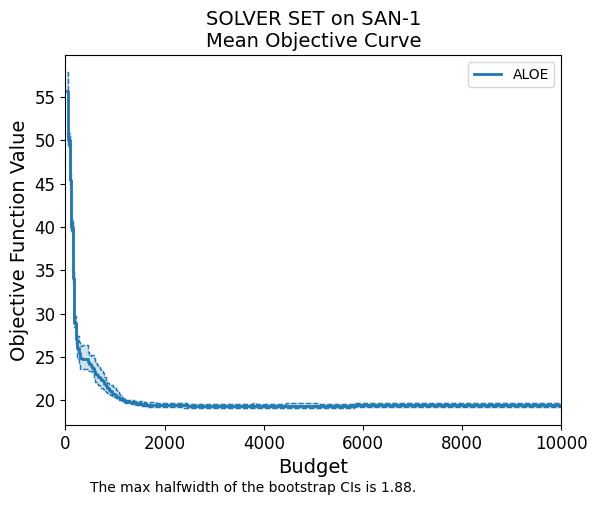 SOLVER SET on SAN-1
Mean Objective Curve
ALOE
Objective Function Value
55
50
45
40
35
30
25
20
0 2000 4000 6000 8000 10000
Budget
The max halfwidth of the bootstrap CIs is 1.88.